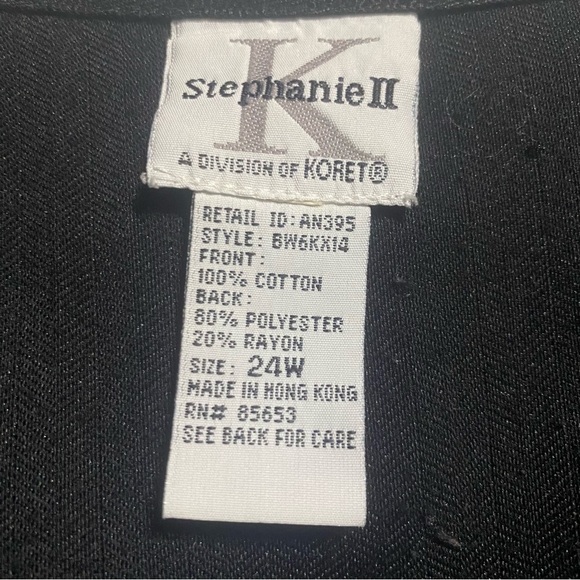 K
Stephanie II
A DIVISION OF KORET®
RETAIL ID: AN395
STYLE: BW6KX14
FRONT:
100% COTTON
BACK:
80% POLYESTER
20% RAYON
SIZE: 24W
MADE IN HONG KONG
RN# 85653
SEE BACK FOR CARE